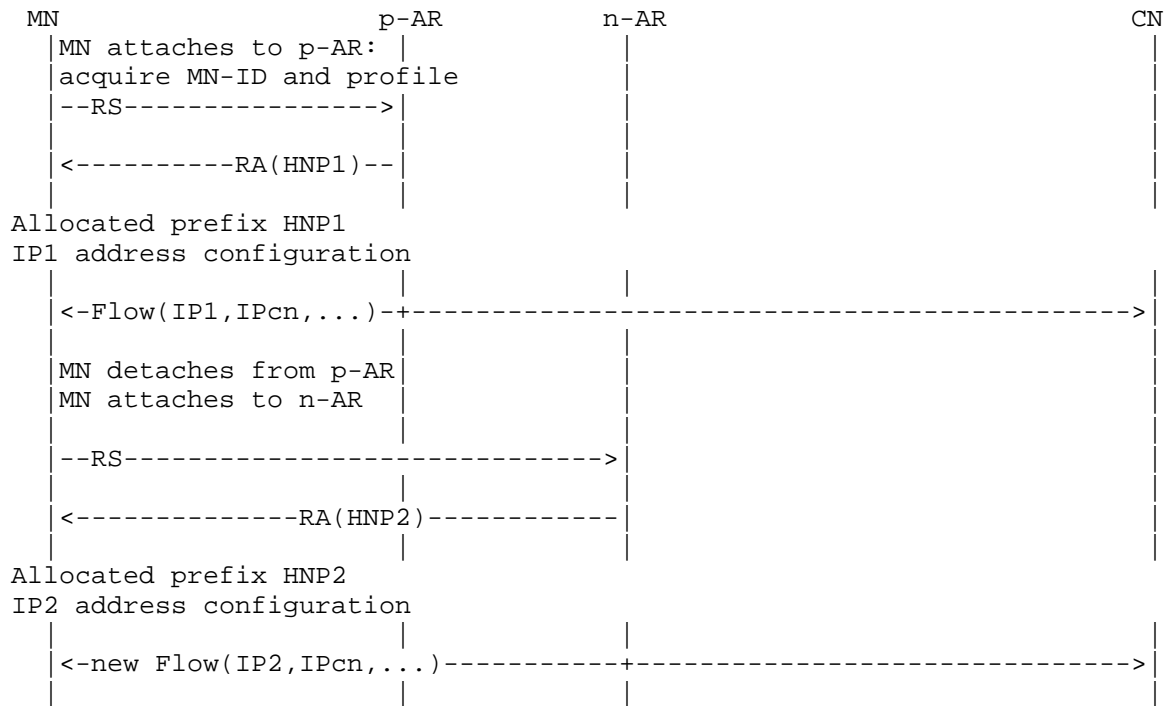 MN p-AR n-AR CN
MN attaches to p-AR:
acquire MN-ID and profile
--RS---------------->
<----------RA(HNP1)--
Allocated prefix HNP1
IP1 address configuration
<-Flow(IP1,IPcn,...)-+---------------------------------------------->
MN detaches from p-AR
MN attaches to n-AR
--RS------------------------------>
<--------------RA(HNP2)------------
Allocated prefix HNP2
IP2 address configuration
<-new Flow(IP2,IPcn,...)-----------+-------------------------------->